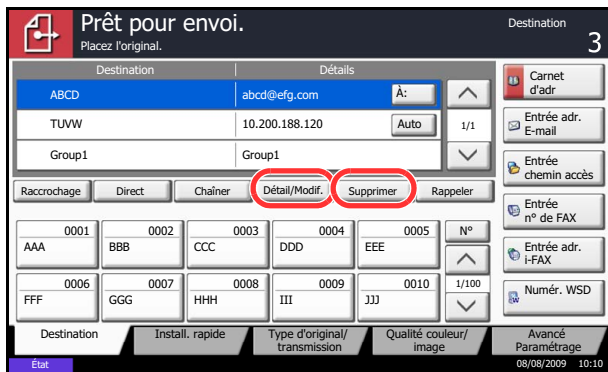 Prêt pour envoi.
Placez l'original.
Destination
3
Destination Détails
ABCD abcd@efg.com À:
TUVW 10.200.188.120 Auto 1/1
Group1 Group1
Raccrochage Direct Chaîner Détail/Modif. Supprimer Rappeler
0001 0002 0003 0004 0005 N°
AAA BBB CCC DDD EEE
0006 0007 0008 0009 0010 1/100
FFF GGG HHH III JJJ
Carnet
d'adr
Entrée adr.
E-mail
Entrée
chemin accès
Entrée
n° de FAX
Entrée adr.
i-FAX
Numér. WSD
Destination Install. rapide Type d'original/
transmission
Qualité couleur/
image
Avancé
Paramétrage
État 08/08/2009 10:10